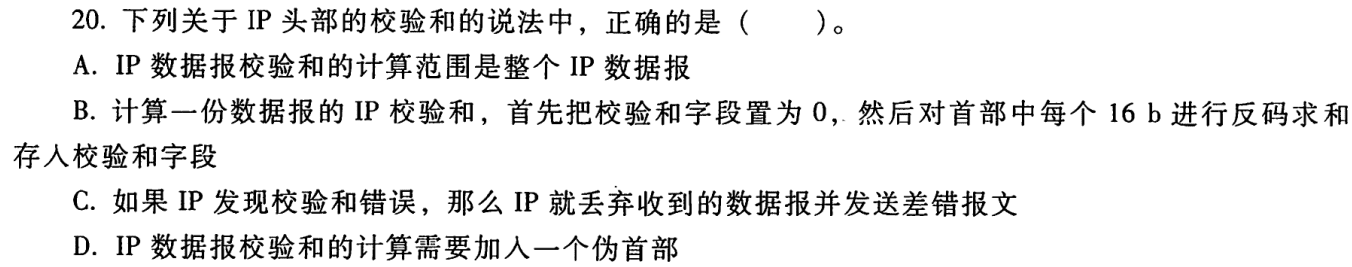 20. 下列关于 IP 头部的校验和的说法中，正确的是（　　）。
A. IP 数据报校验和的计算范围是整个 IP 数据报
B. 计算一份数据报的 IP 校验和，首先把校验和字段置为 0，然后对首部中每个 16 b 进行反码求和
存入校验和字段
C. 如果 IP 发现校验和错误，那么 IP 就丢弃收到的数据报并发送差错报文
D. IP 数据报校验和的计算需要加入一个伪首部